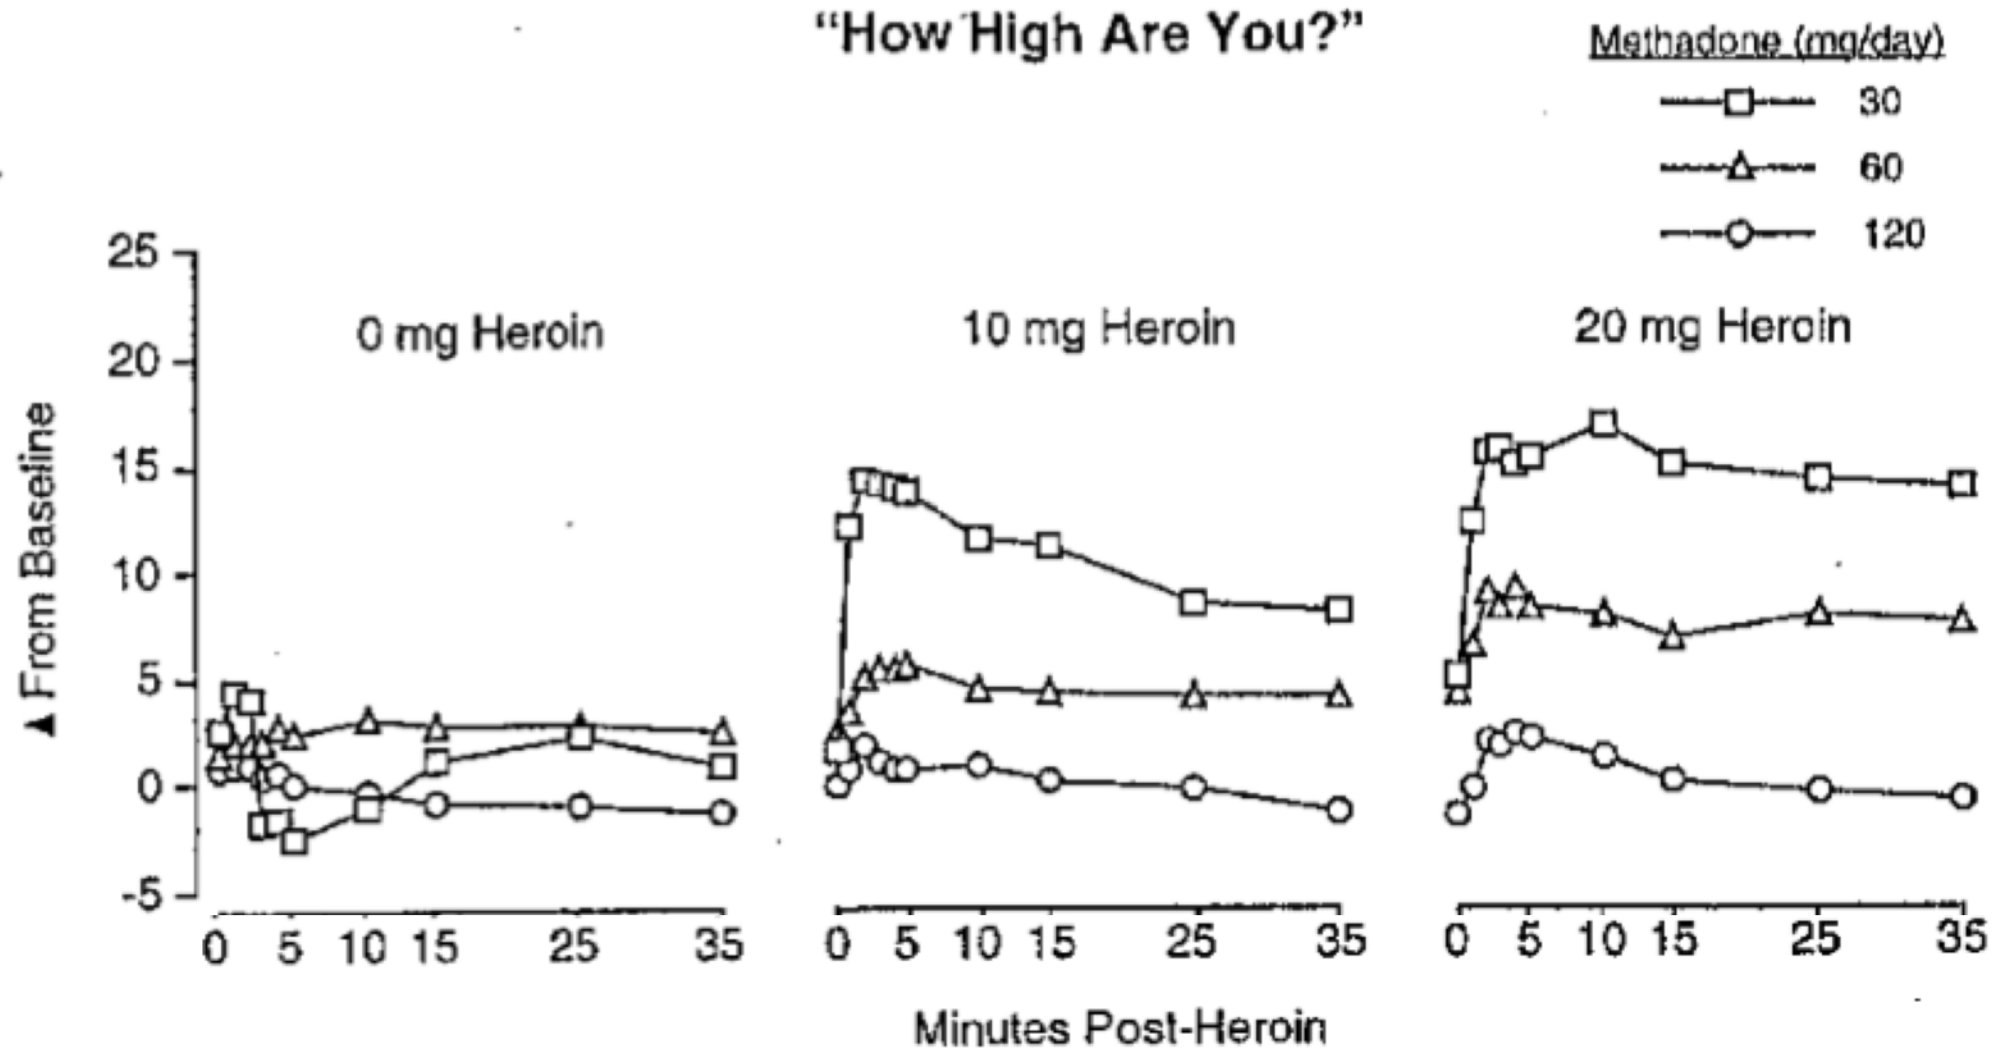 “How High Are You?”
Methadone (mg/day)
30
60
120
25
20
15
10
5
0
-5
▲ From Baseline
0 mg Heroin
10 mg Heroin
20 mg Heroin
0 5 10 15 25 35
0 5 10 15 25 35
0 5 10 15 25 35
Minutes Post-Heroin